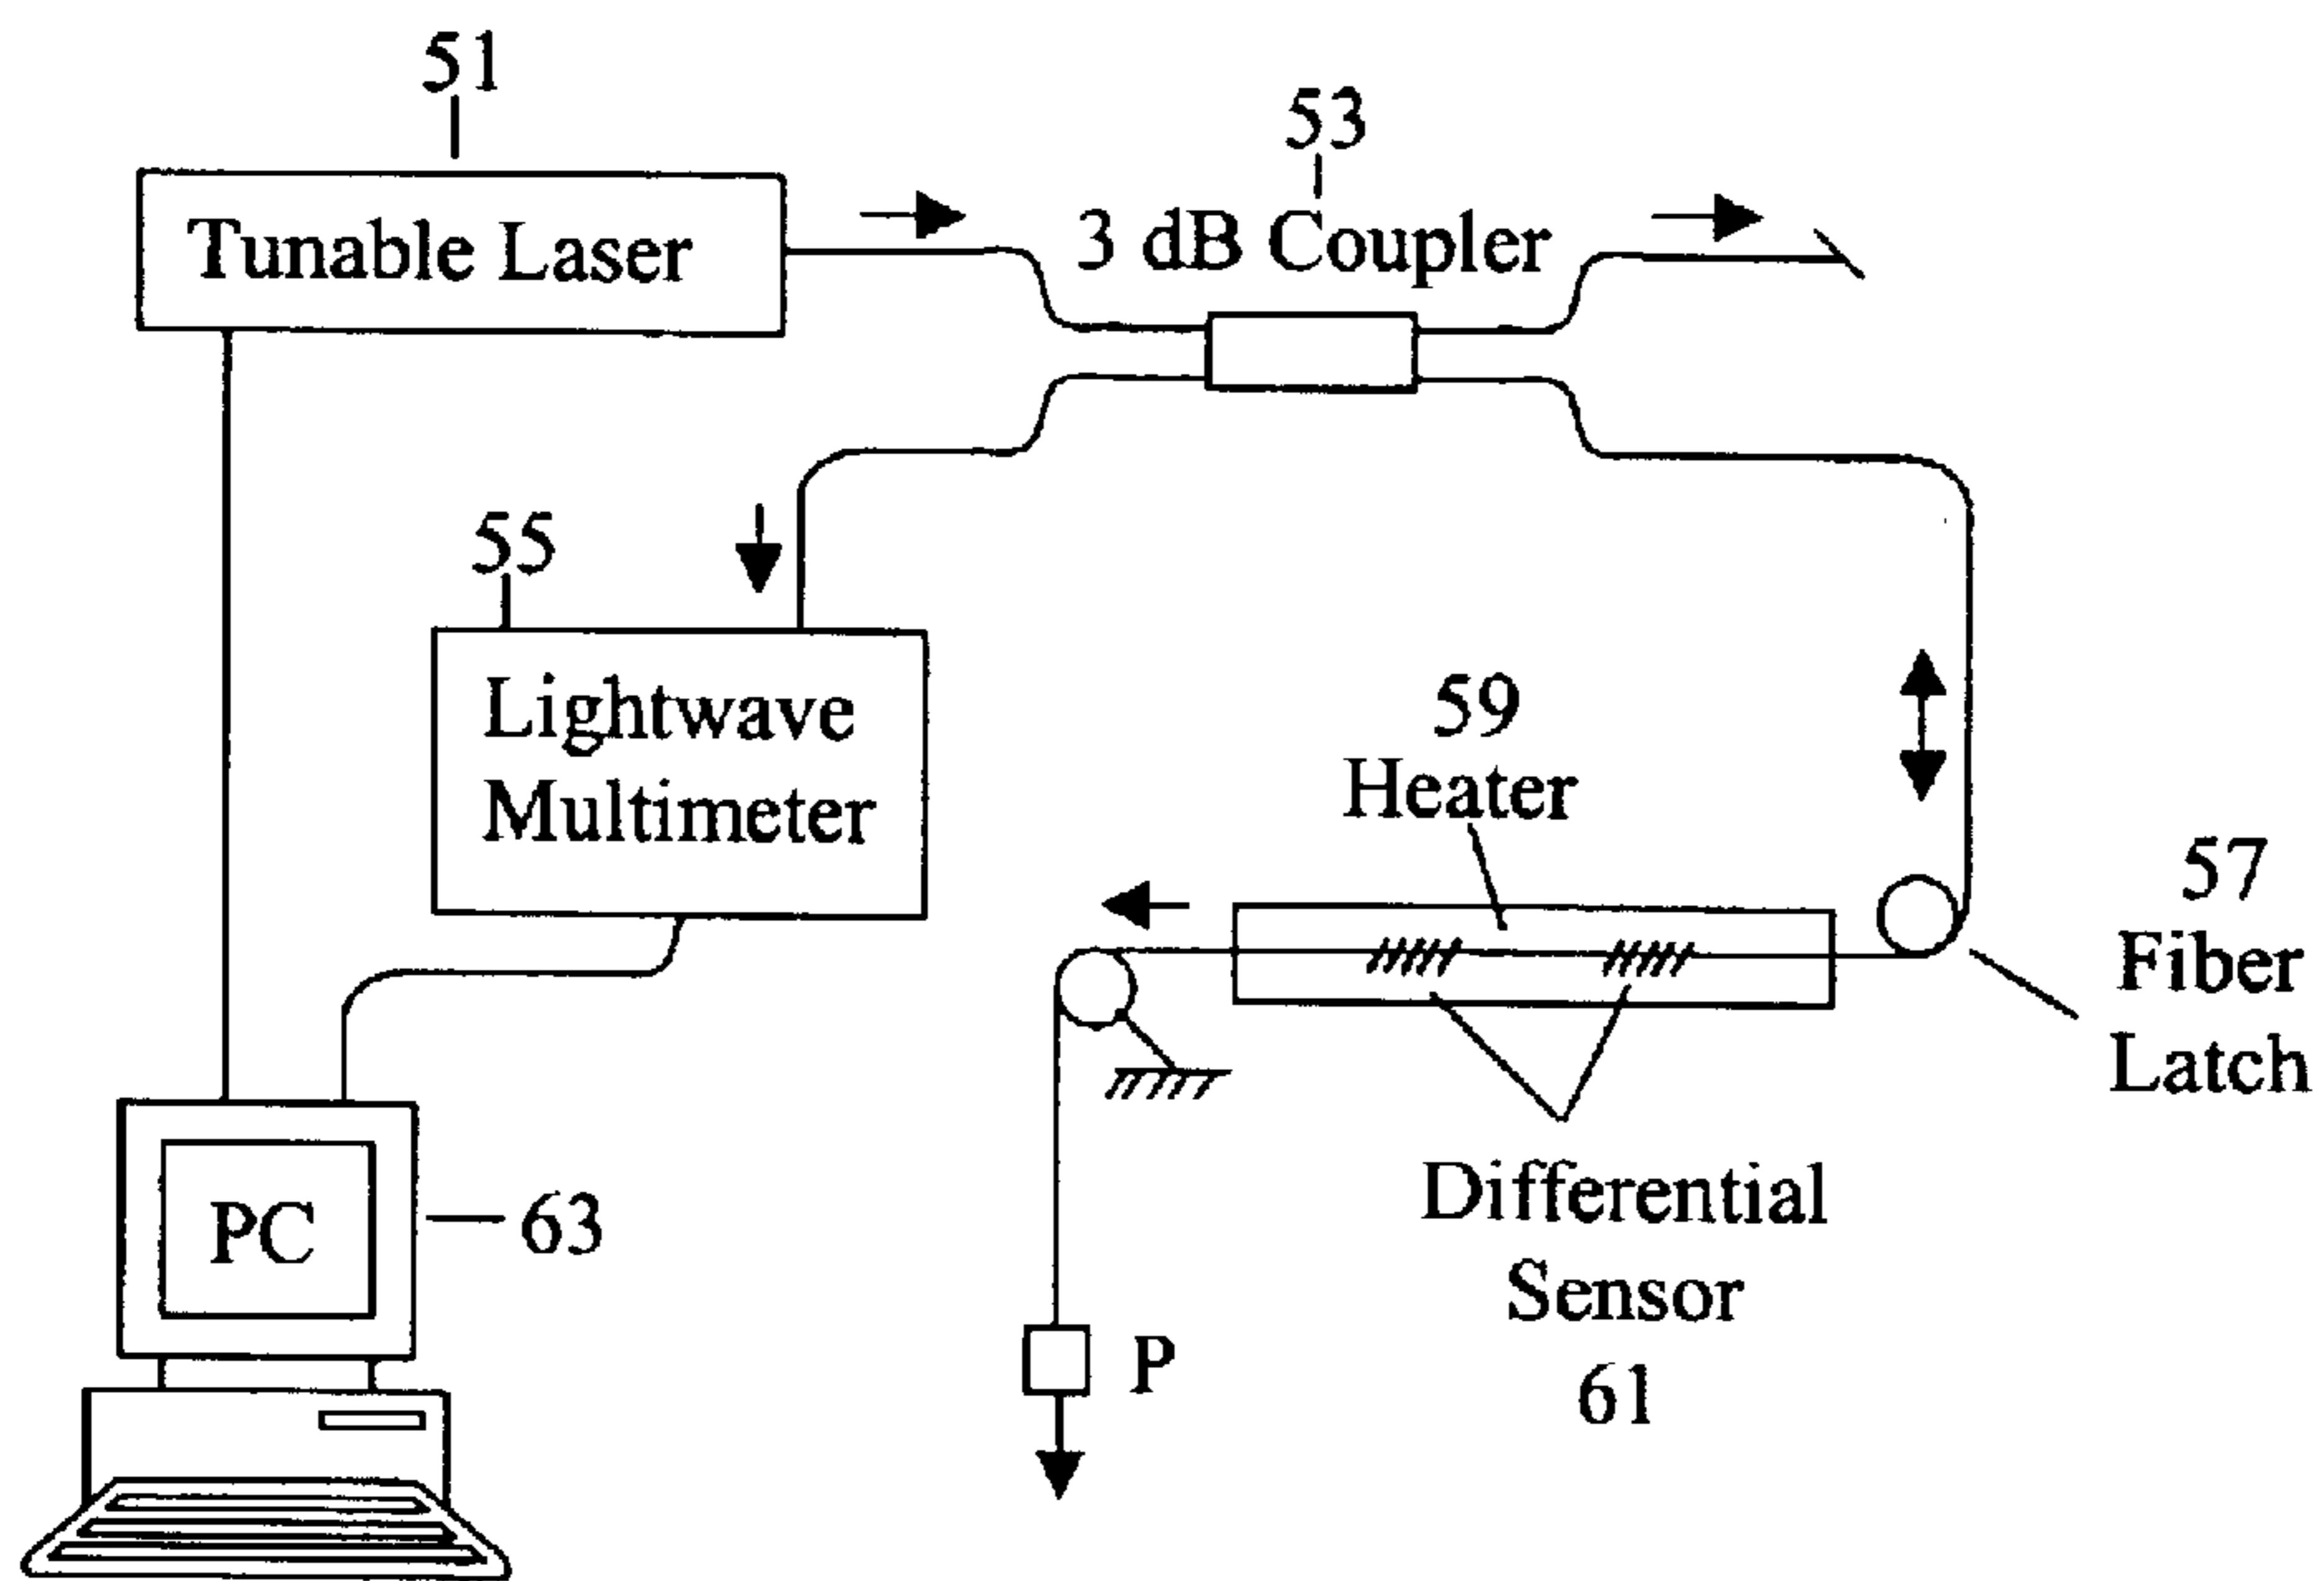 51
Tunable Laser
53
3 dB Coupler
55
Lightwave
Multimeter
59
Heater
57
Fiber
Latch
Differential
Sensor
61
PC
63
P